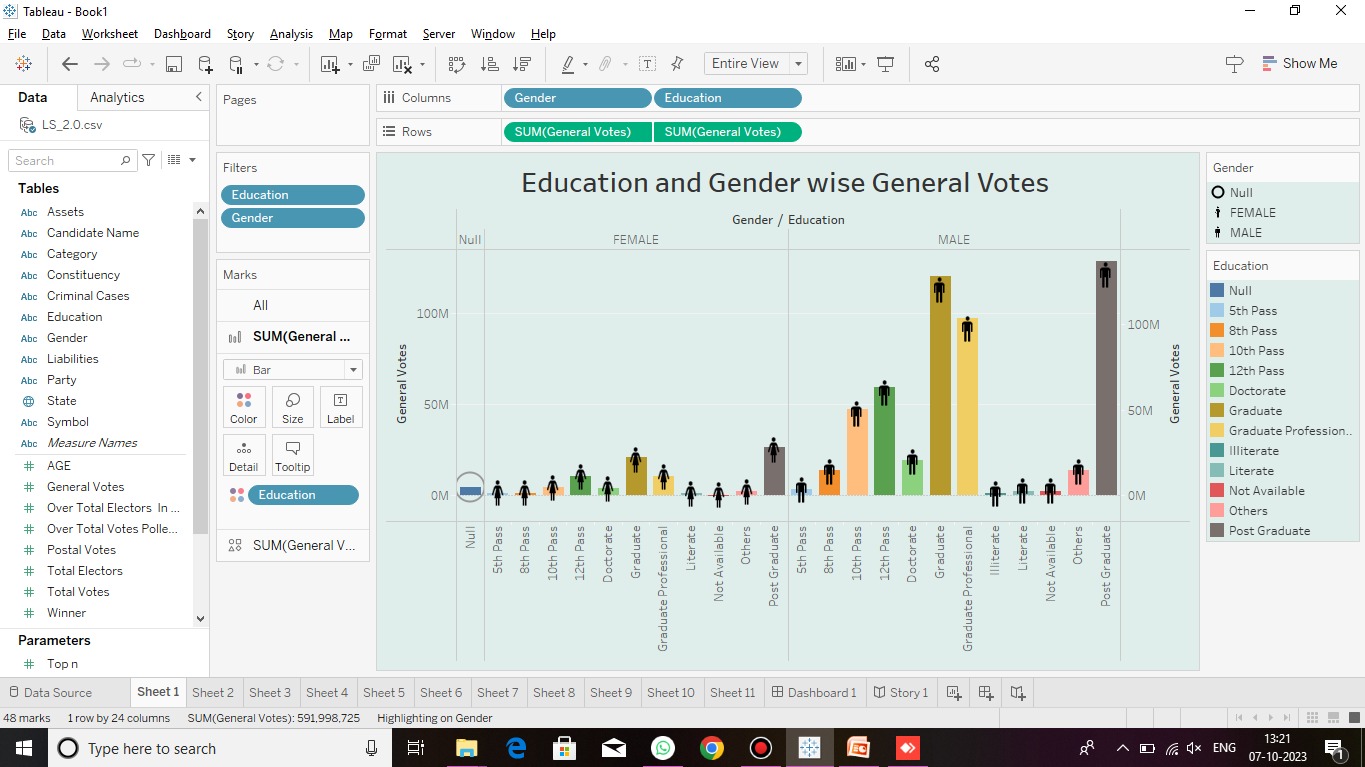 Tableau - Book1
File Data Worksheet Dashboard Story Analysis Map Format Server Window Help
Entire View
Show Me
Data Analytics
LS_2.0.csv
Search
Tables
Abc Assets
Abc Candidate Name
Abc Category
Abc Constituency
Abc Criminal Cases
Abc Education
Abc Gender
Abc Liabilities
Abc Party
State
Abc Symbol
Abc Measure Names
# AGE
# General Votes
# Over Total Electors In ...
# Over Total Votes Polle...
# Postal Votes
# Total Electors
# Total Votes
# Winner
Parameters
# Top n
Pages
Filters
Education
Gender
Marks
All
SUM(General ...
Bar
Color Size Label
Detail Tooltip
Education
SUM(General V...
Columns Gender Education
Rows SUM(General Votes) SUM(General Votes)
Education and Gender wise General Votes
Gender / Education
Null FEMALE MALE
General Votes
100M
50M
0M
General Votes
100M
50M
0M
Null
5th Pass
8th Pass
10th Pass
12th Pass
Doctorate
Graduate
Graduate Professional
Literate
Not Available
Others
Post Graduate
5th Pass
8th Pass
10th Pass
12th Pass
Doctorate
Graduate
Graduate Professional
Illiterate
Literate
Not Available
Others
Post Graduate
Gender
Null
FEMALE
MALE
Education
Null
5th Pass
8th Pass
10th Pass
12th Pass
Doctorate
Graduate
Graduate Profession..
Illiterate
Literate
Not Available
Others
Post Graduate
Data Source Sheet 1 Sheet 2 Sheet 3 Sheet 4 Sheet 5 Sheet 6 Sheet 7 Sheet 8 Sheet 9 Sheet 10 Sheet 11 Dashboard 1 Story 1
48 marks 1 row by 24 columns SUM(General Votes): 591,998,725 Highlighting on Gender
Type here to search
ENG
13:21
07-10-2023
1